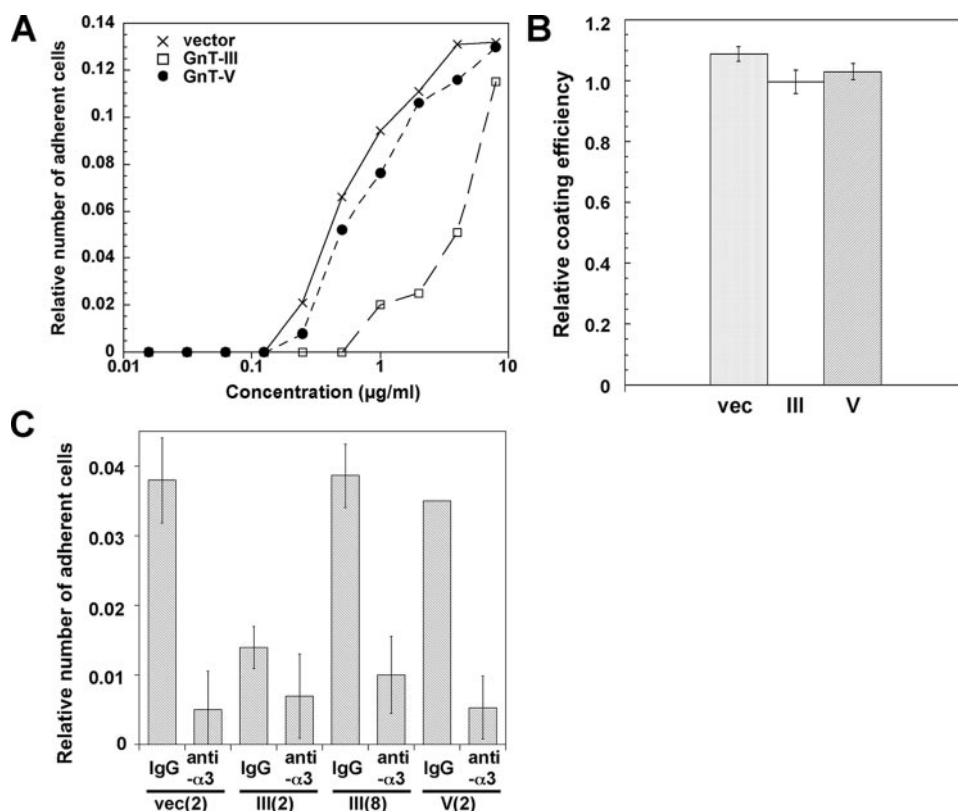 A
0.14
0.12
0.10
0.08
0.06
0.04
0.02
0
0.01
0.1
1
10
Relative number of adherent cells
Concentration (µg/ml)
vector
GnT-III
GnT-V
B
1.2
1.0
0.8
0.6
0.4
0.2
0
Relative coating efficiency
vec III V
C
0.04
0.03
0.02
0.01
0
Relative number of adherent cells
IgG anti IgG anti IgG anti IgG anti
-α3 -α3 -α3 -α3
vec(2) III(2) III(8) V(2)